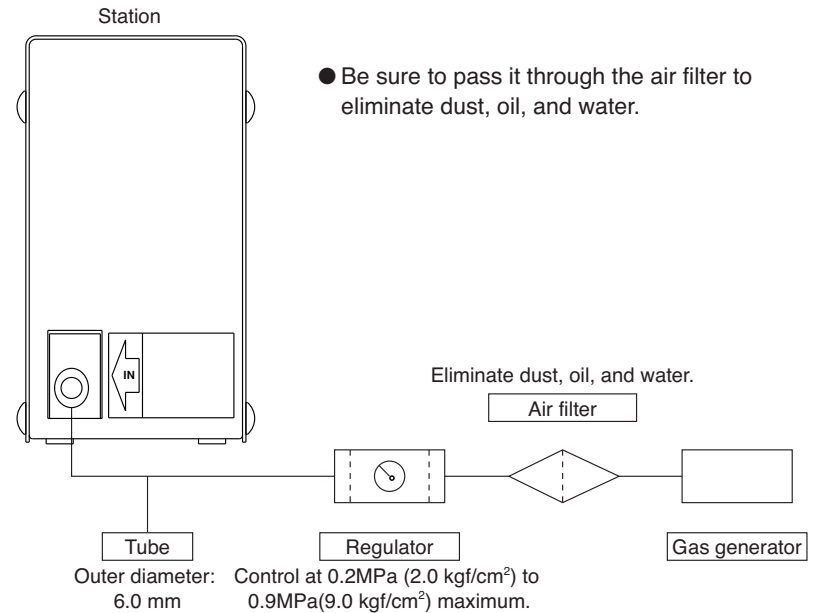 Station
● Be sure to pass it through the air filter to
eliminate dust, oil, and water.
IN
Eliminate dust, oil, and water.
Air filter
Tube
Regulator
Gas generator
Outer diameter:
6.0 mm
Control at 0.2MPa (2.0 kgf/cm²) to
0.9MPa(9.0 kgf/cm²) maximum.